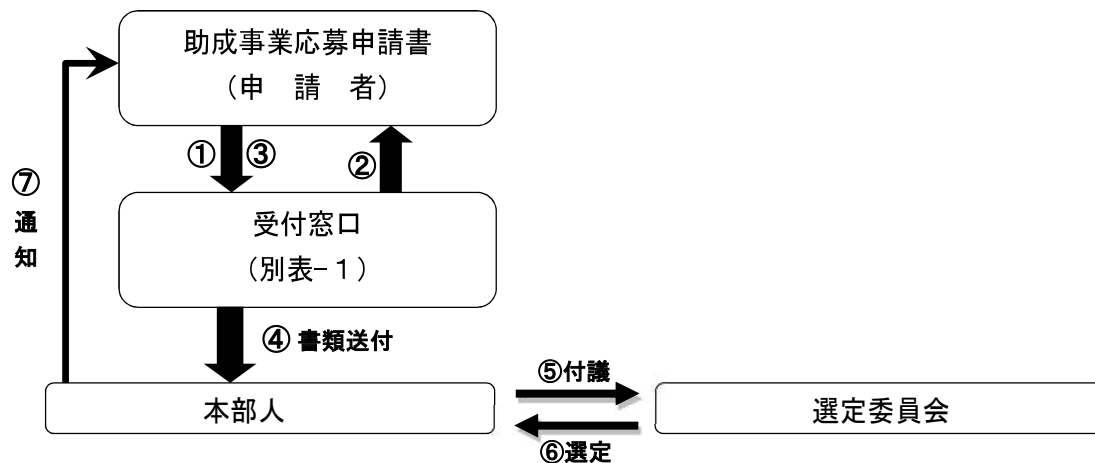 助成事業応募申請書
（申　請　者）
① ③ ②
⑦
通
知
受付窓口
（別表-１）
④ 書類送付
⑤付議
本部人
選定委員会
⑥選定